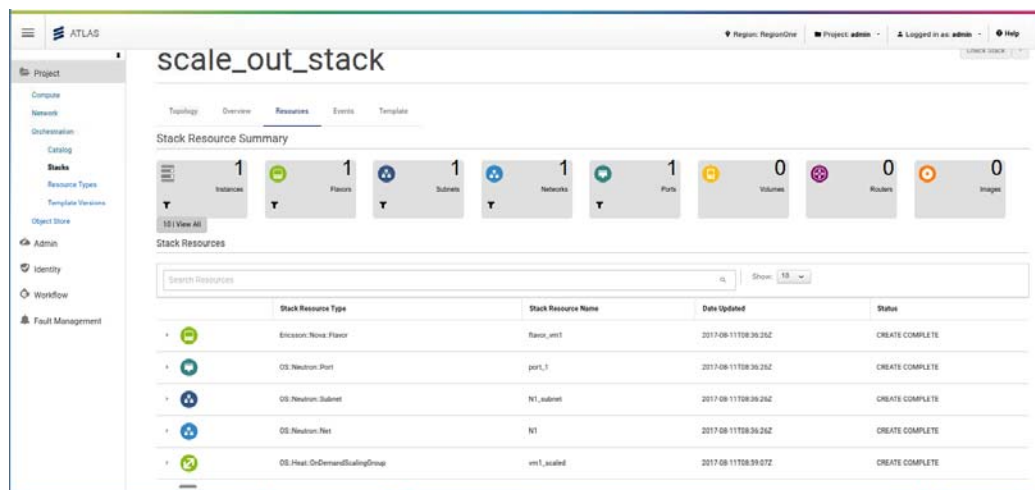 ATLAS
Region: RegionOne
Project: admin
Logged in as: admin
Help
scale_out_stack
Check Stack
Project
Compute
Network
Orchestration
Catalog
Stacks
Resource Types
Template Versions
Object Store
Admin
Identity
Workflow
Fault Management
Topology Overview Resources Events Template
Stack Resource Summary
1 Instances
1 Flavors
1 Subnets
1 Networks
1 Ports
0 Volumes
0 Routers
0 Images
10 | View All
Stack Resources
Search Resources
Show: 10
Stack Resource Type Stack Resource Name Date Updated Status
Ericsson::Nova::Flavor flavor_vm1 2017-08-11T08:36:26Z CREATE COMPLETE
OS::Neutron::Port port_1 2017-08-11T08:36:26Z CREATE COMPLETE
OS::Neutron::Subnet N1_subnet 2017-08-11T08:36:26Z CREATE COMPLETE
OS::Neutron::Net N1 2017-08-11T08:36:26Z CREATE COMPLETE
OS::Heat::OnDemandScalingGroup vm1_scaled 2017-08-11T08:59:07Z CREATE COMPLETE